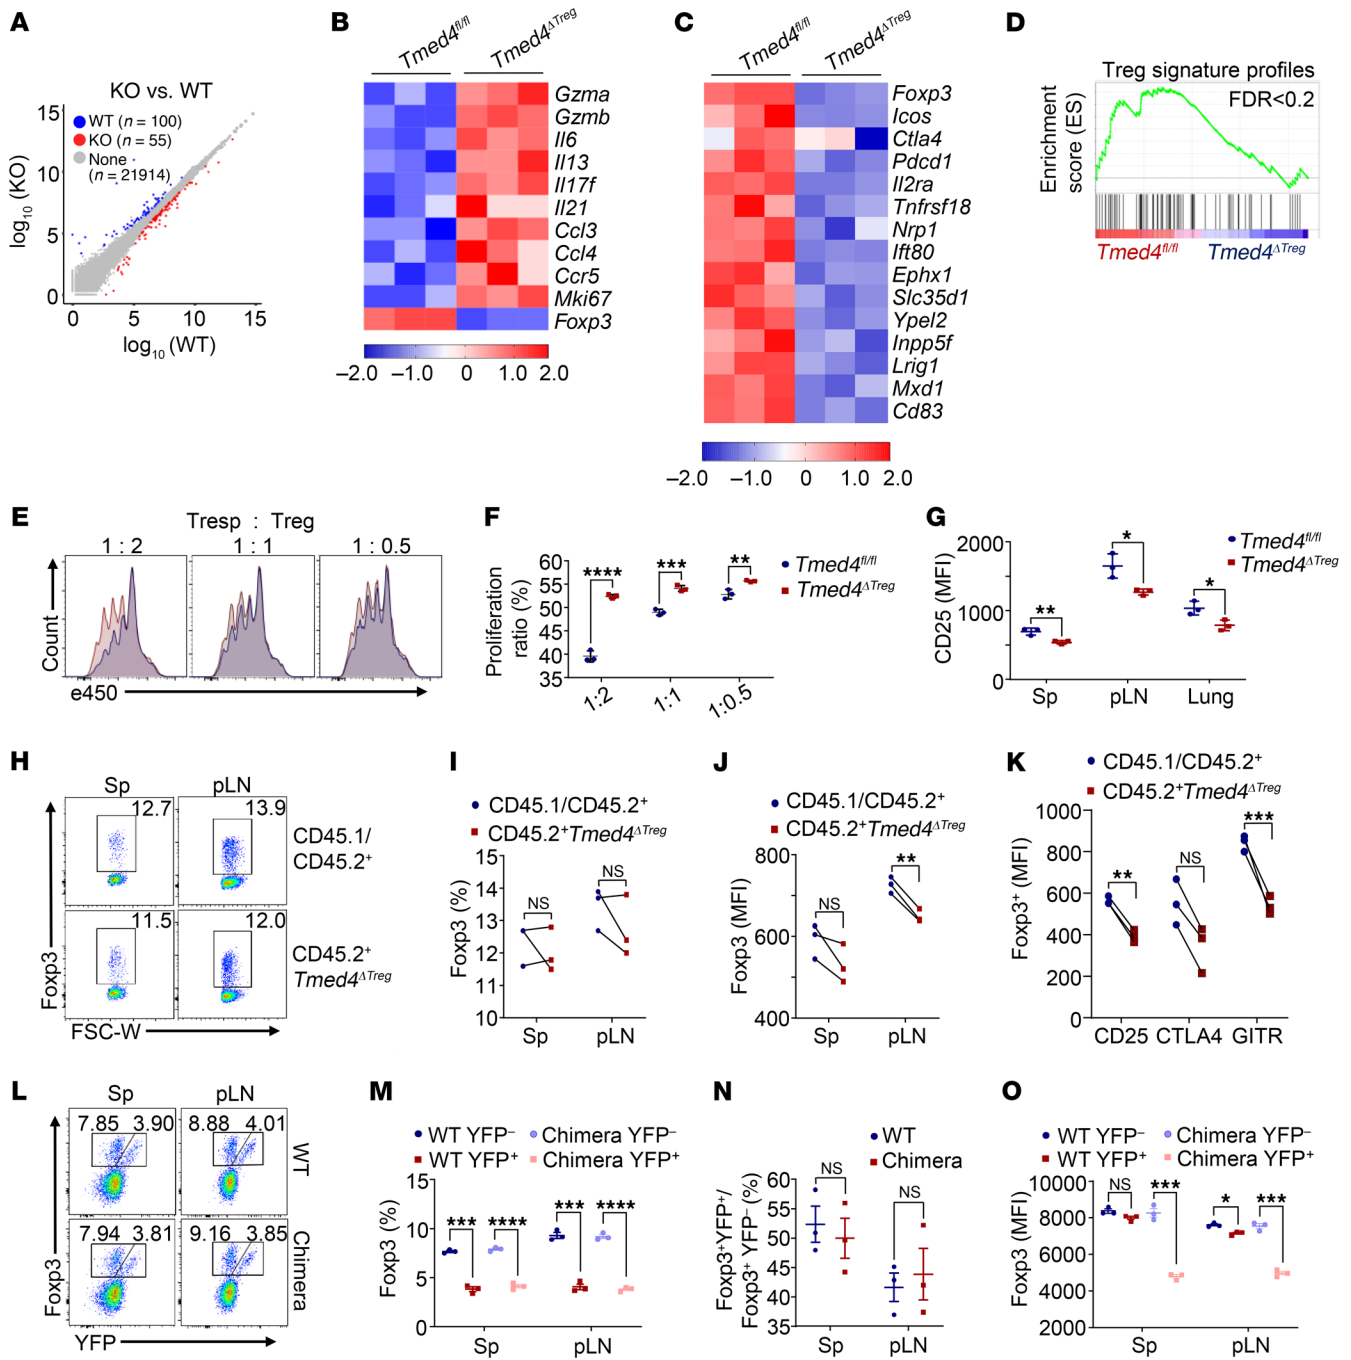 A
KO vs. WT
15
10
5
0
0 5 10 15
log10 (KO)
log10 (WT)
WT (n = 100)
KO (n = 55)
None
(n = 21914)
B
Tmed4fl/fl Tmed4ΔTreg
Gzma
Gzmb
Il6
Il13
Il17f
Il21
Ccl3
Ccl4
Ccr5
Mki67
Foxp3
–2.0 –1.0 0 1.0 2.0
C
Tmed4fl/fl Tmed4ΔTreg
Foxp3
Icos
Ctla4
Pdcd1
Il2ra
Tnfrsf18
Nrp1
Ift80
Ephx1
Slc35d1
Ypel2
Inpp5f
Lrig1
Mxd1
Cd83
–2.0 –1.0 0 1.0 2.0
D
Treg signature profiles
FDR<0.2
Enrichment
score (ES)
Tmed4fl/fl Tmed4ΔTreg
E
Tresp : Treg
1 : 2 1 : 1 1 : 0.5
Count
e450
F
Proliferation
ratio (%)
60
55
50
45
40
35
**** *** **
1:2 1:1 1:0.5
Tmed4fl/fl
Tmed4ΔTreg
G
CD25 (MFI)
2000
1000
0
** * *
Sp pLN Lung
Tmed4fl/fl
Tmed4ΔTreg
H
Sp pLN
12.7 13.9
CD45.1/
CD45.2+
11.5 12.0
CD45.2+
Tmed4ΔTreg
Foxp3
FSC-W
I
CD45.1/CD45.2+
CD45.2+Tmed4ΔTreg
Foxp3 (%)
15
14
13
12
11
10
NS NS
Sp pLN
J
CD45.1/CD45.2+
CD45.2+Tmed4ΔTreg
Foxp3 (MFI)
800
600
400
NS **
Sp pLN
K
CD45.1/CD45.2+
CD45.2+Tmed4ΔTreg
Foxp3+ (MFI)
1000
800
600
400
200
0
** NS ***
CD25 CTLA4 GITR
L
Sp pLN
7.85 3.90 8.88 4.01
WT
7.94 3.81 9.16 3.85
Chimera
Foxp3
YFP
M
WT YFP– Chimera YFP–
WT YFP+ Chimera YFP+
Foxp3 (%)
15
10
5
0
*** **** *** ****
Sp pLN
N
WT
Chimera
Foxp3+YFP+/
Foxp3+ YFP– (%)
60
55
50
45
40
35
NS NS
Sp pLN
O
WT YFP– Chimera YFP–
WT YFP+ Chimera YFP+
Foxp3 (MFI)
10000
8000
6000
4000
2000
NS *** * ***
Sp pLN